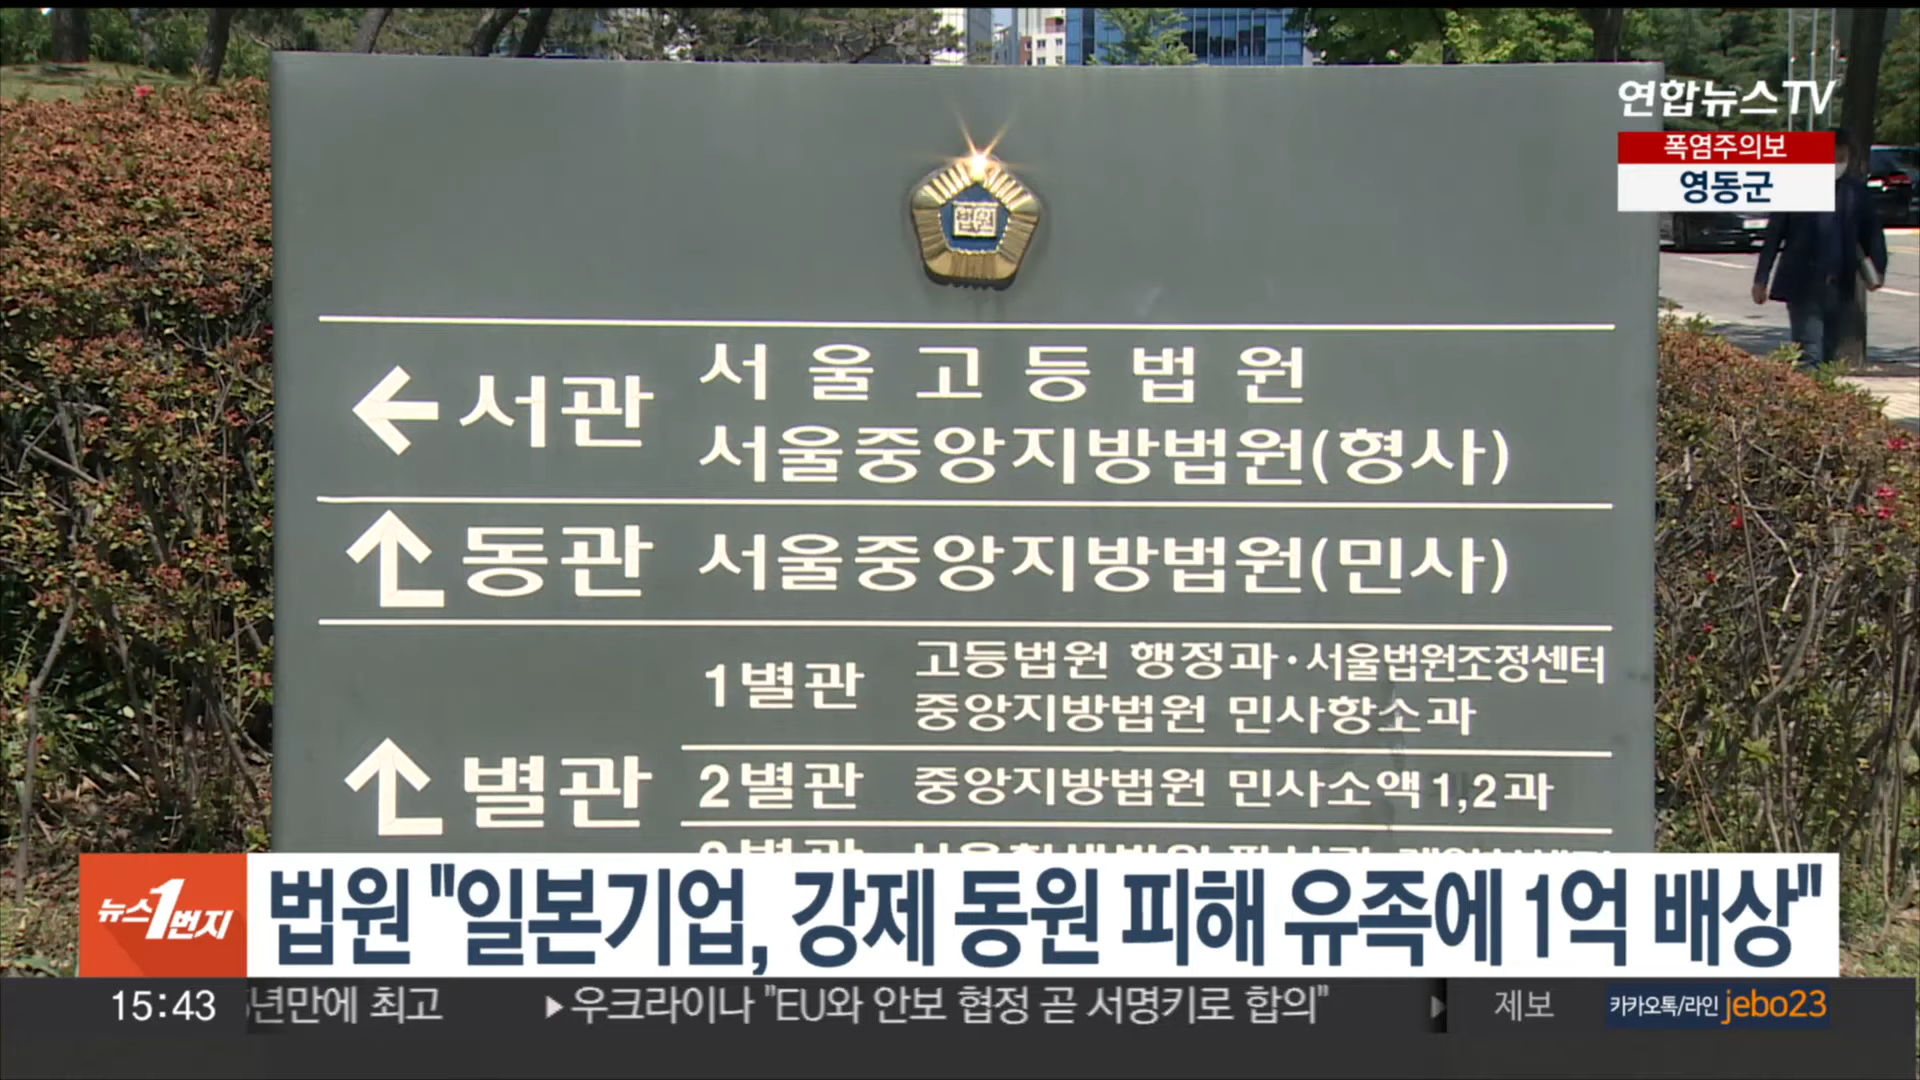 연합뉴스TV
폭염주의보
영동군
법원
서관
서울고등법원
서울중앙지방법원(형사)
동관
서울중앙지방법원(민사)
별관
1별관
고등법원 행정과·서울법원조정센터
중앙지방법원 민사항소과
2별관
중앙지방법원 민사소액1,2과
뉴스1번지
법원 "일본기업, 강제 동원 피해 유족에 1억 배상"
15:43
년만에 최고
▶우크라이나 "EU와 안보 협정 곧 서명키로 합의"
제보
카카오톡/라인 jebo23